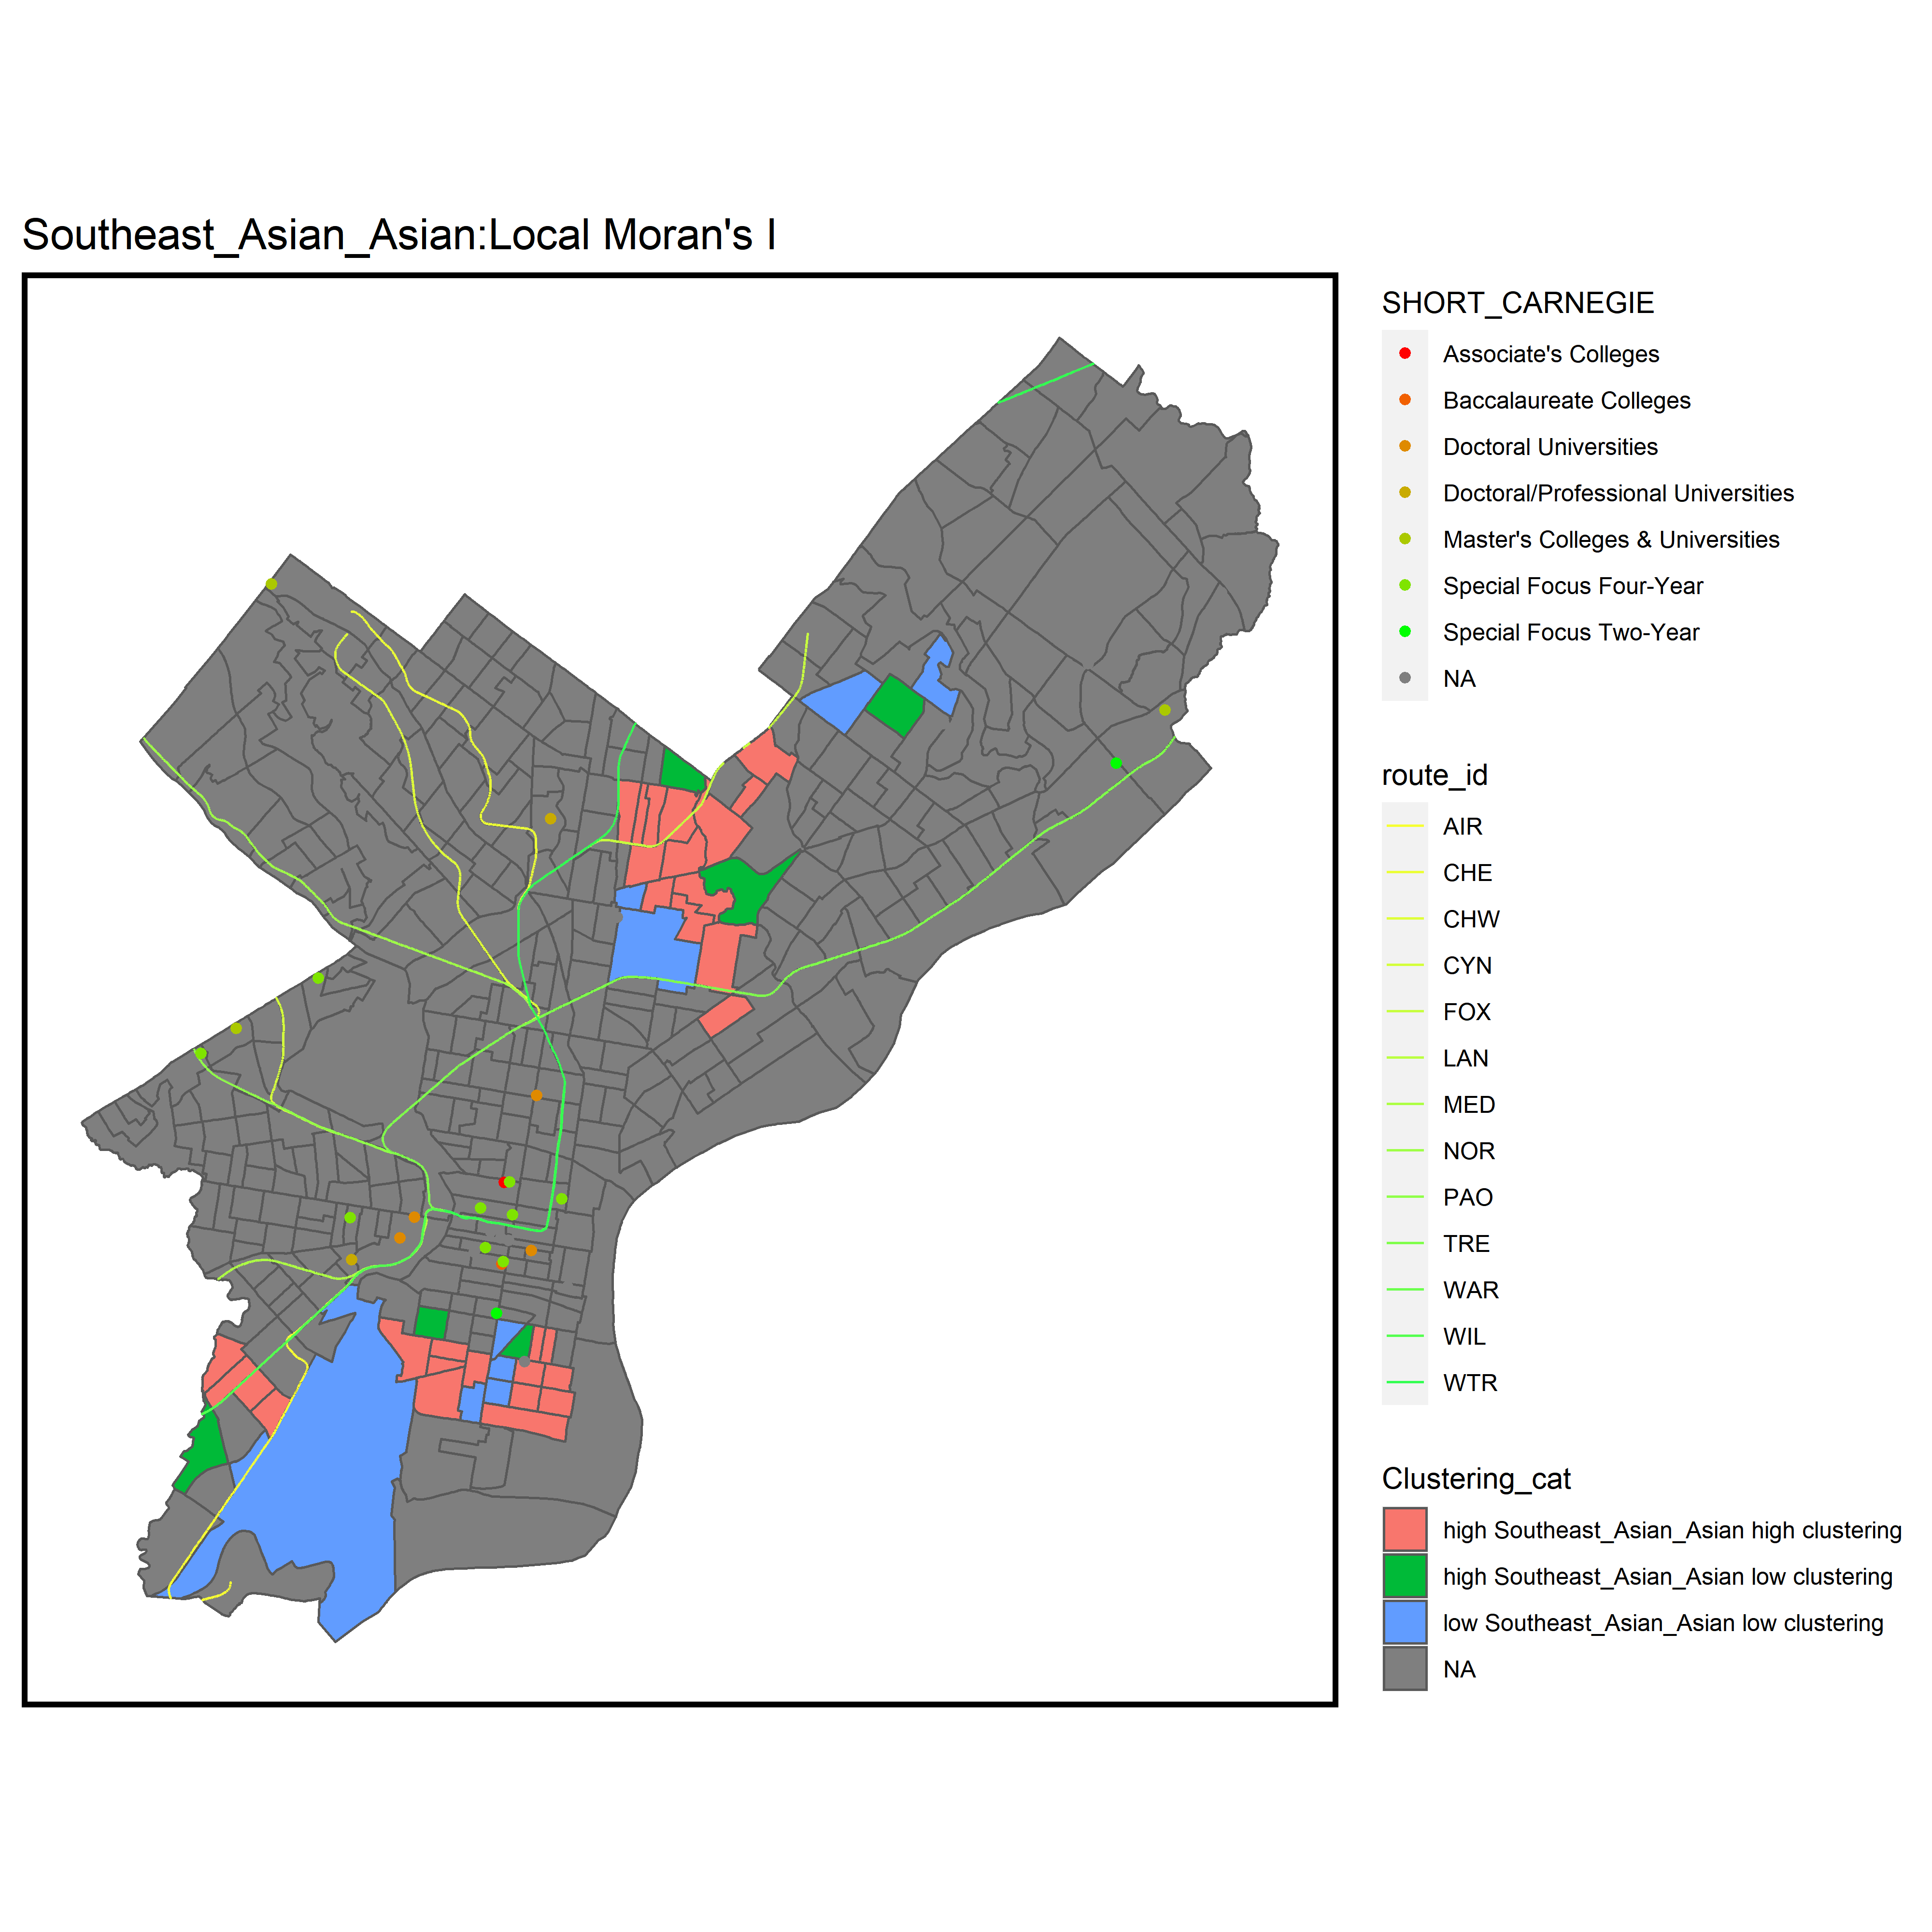 Southeast_Asian_Asian:Local Moran's I
SHORT_CARNEGIE
Associate's Colleges
Baccalaureate Colleges
Doctoral Universities
Doctoral/Professional Universities
Master's Colleges & Universities
Special Focus Four-Year
Special Focus Two-Year
NA
route_id
AIR
CHE
CHW
CYN
FOX
LAN
MED
NOR
PAO
TRE
WAR
WIL
WTR
Clustering_cat
high Southeast_Asian_Asian high clustering
high Southeast_Asian_Asian low clustering
low Southeast_Asian_Asian low clustering
NA